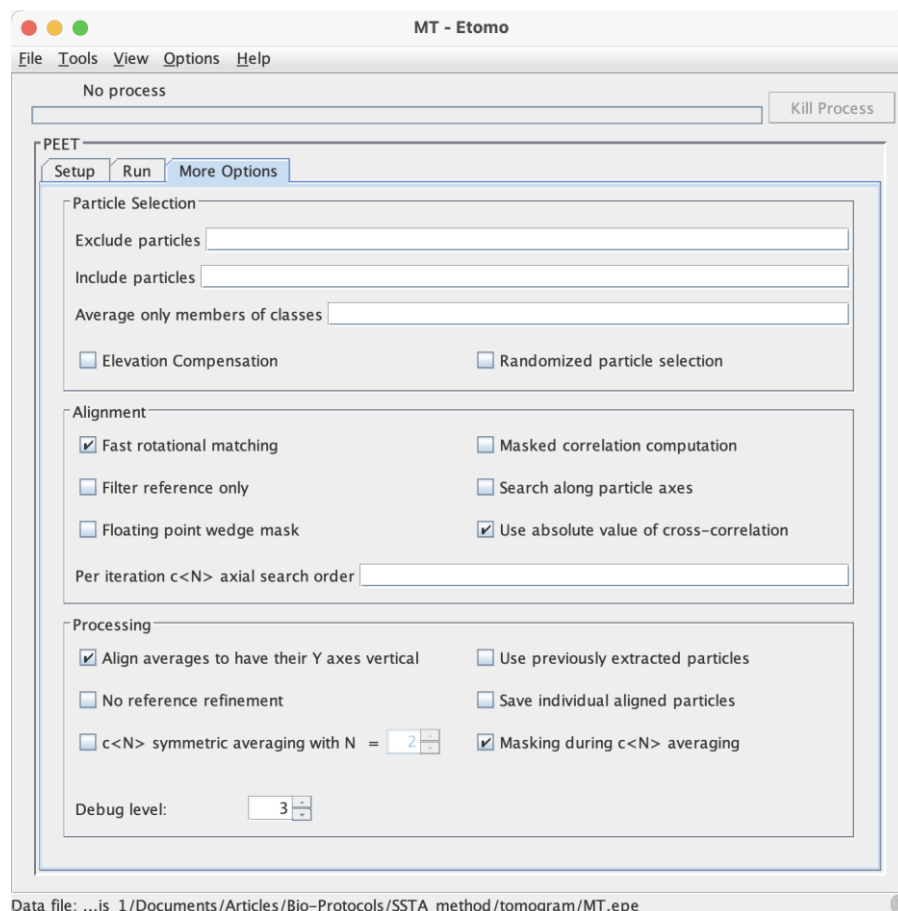 MT - Etomo
File Tools View Options Help
No process
Kill Process
PEET
Setup Run More Options
Particle Selection
Exclude particles
Include particles
Average only members of classes
Elevation Compensation Randomized particle selection
Alignment
Fast rotational matching Masked correlation computation
Filter reference only Search along particle axes
Floating point wedge mask Use absolute value of cross-correlation
Per iteration c<N> axial search order
Processing
Align averages to have their Y axes vertical Use previously extracted particles
No reference refinement Save individual aligned particles
c<N> symmetric averaging with N = 2 Masking during c<N> averaging
Debug level: 3
Data file: ...is_1/Documents/Articles/Bio-Protocols/SSTA_method/tomogram/MT.epe